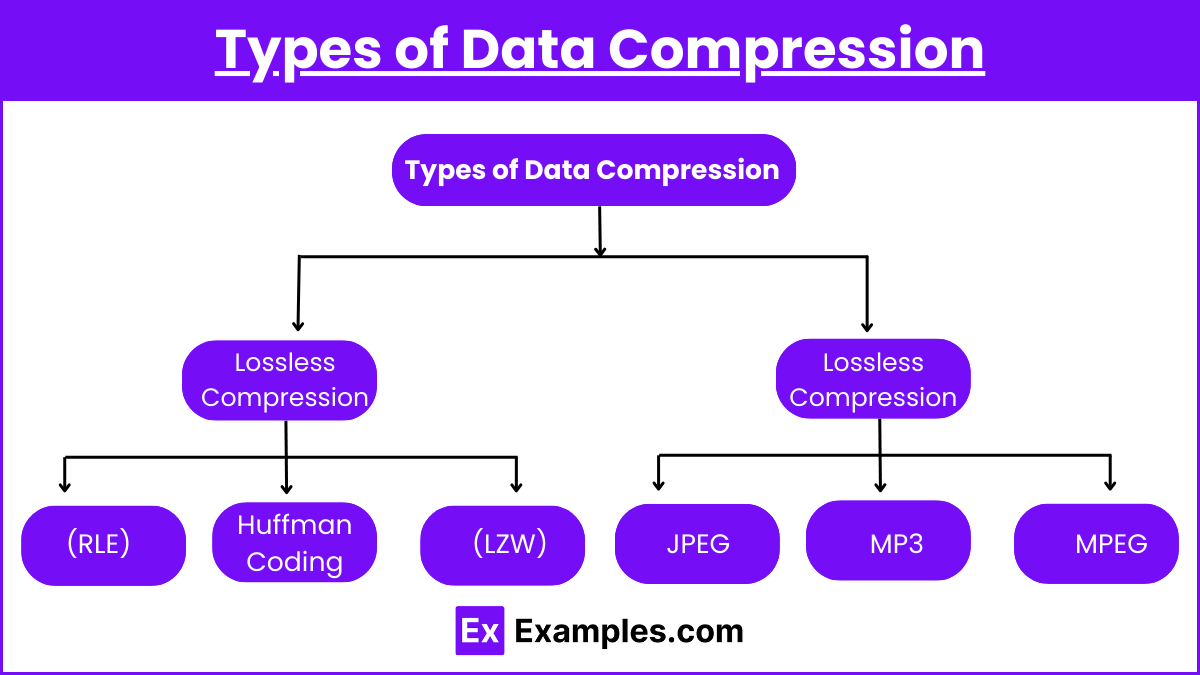 Types of Data Compression
Types of Data Compression
Lossless
Compression
Lossless
Compression
(RLE)
Huffman
Coding
(LZW)
JPEG
MP3
MPEG
Ex Examples.com